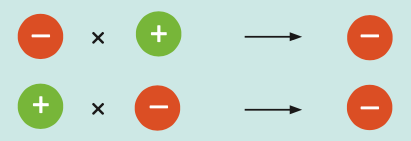 − × + → −
+ × − → −